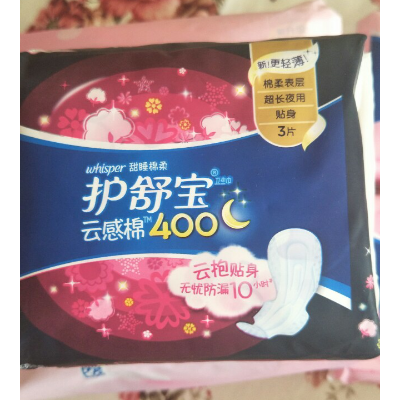 新!更轻薄
棉柔表层
超长夜用
贴身
3片
whisper 甜睡棉柔
护舒宝
卫生巾
云感棉™400
云抱贴身
无忧防漏10小时*